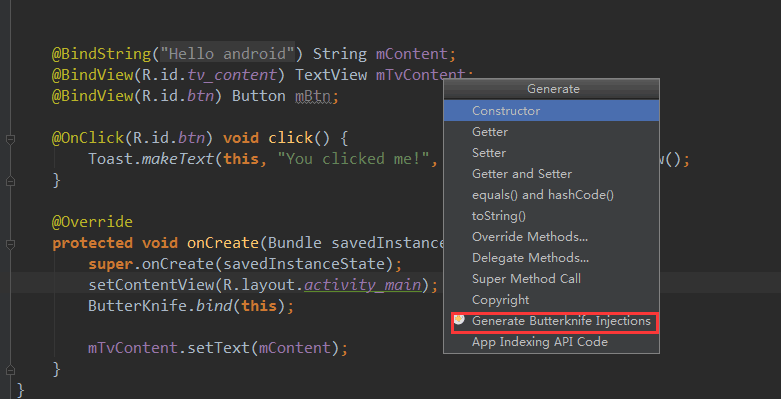 @BindString("Hello android") String mContent;
@BindView(R.id.tv_content) TextView mTvContent;
@BindView(R.id.btn) Button mBtn;
@OnClick(R.id.btn) void click() {
Toast.makeText(this, "You clicked me!", w();
}
@Override
protected void onCreate(Bundle savedInstance
super.onCreate(savedInstanceState);
setContentView(R.layout.activity_main);
ButterKnife.bind(this);
mTvContent.setText(mContent);
}
}
Generate
Constructor
Getter
Setter
Getter and Setter
equals() and hashCode()
toString()
Override Methods...
Delegate Methods...
Super Method Call
Copyright
Generate Butterknife Injections
App Indexing API Code